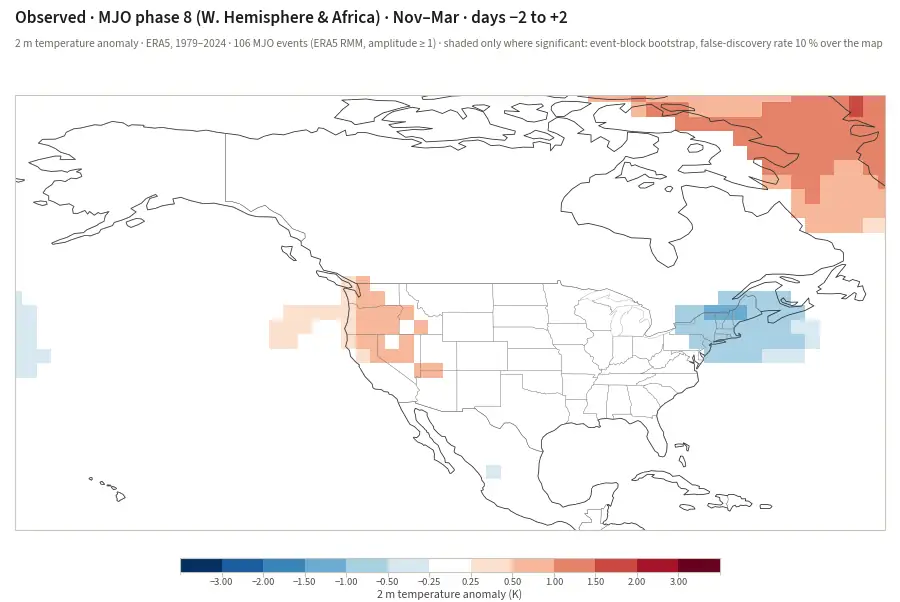 Observed · MJO phase 8 (W. Hemisphere & Africa) · Nov–Mar · days −2 to +2
2 m temperature anomaly · ERA5, 1979–2024 · 106 MJO events (ERA5 RMM, amplitude ≥ 1) · shaded only where significant: event-block bootstrap, false-discovery rate 10 % over the map
−3.00 −2.00 −1.50 −1.00 −0.50 −0.25 0.25 0.50 1.00 1.50 2.00 3.00
2 m temperature anomaly (K)